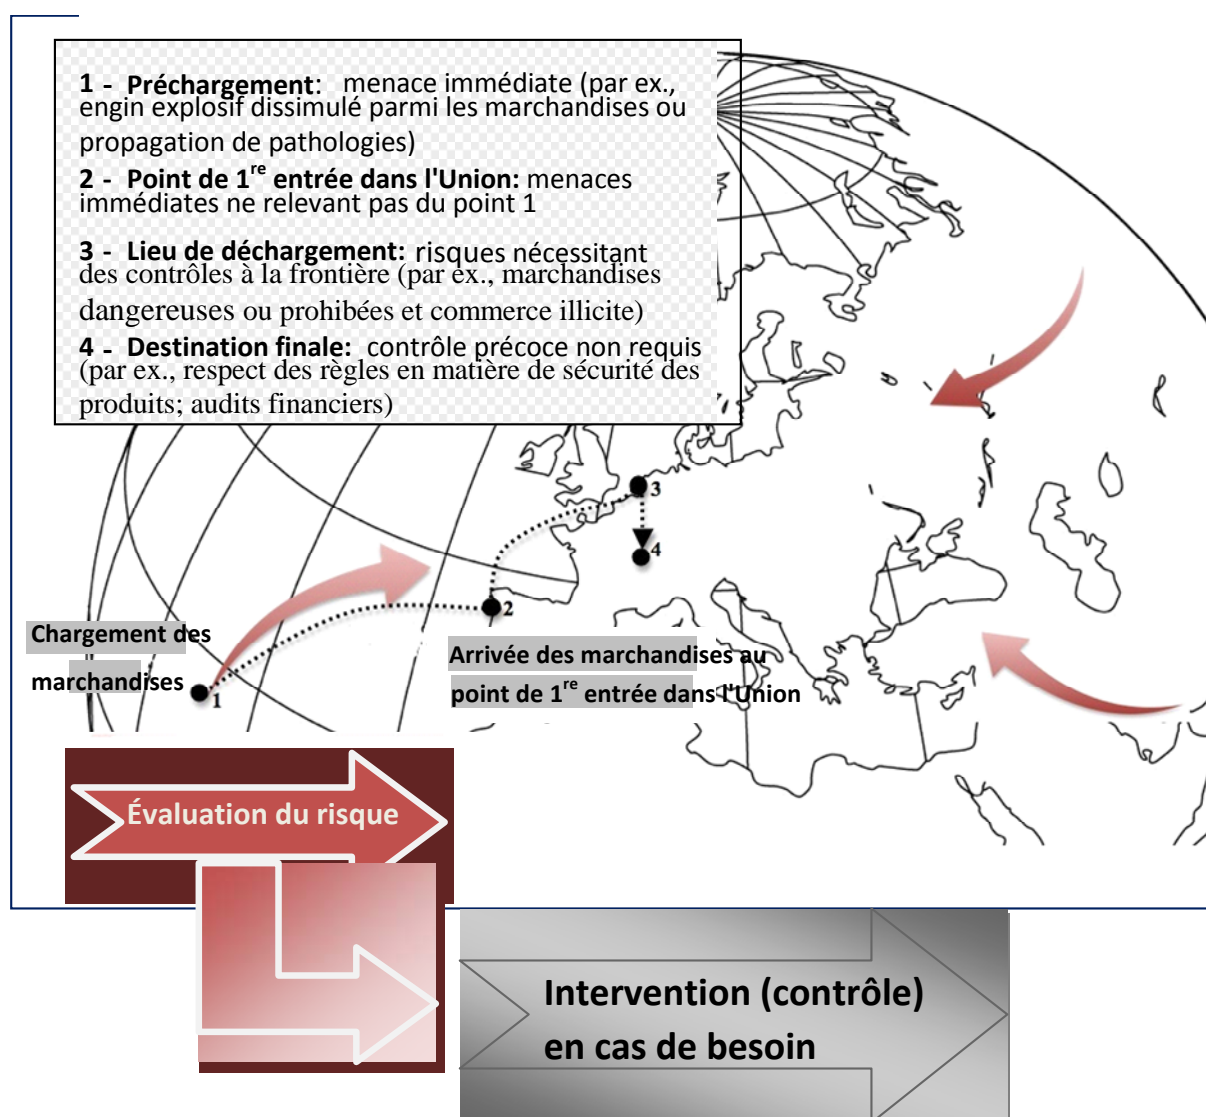 1 - Préchargement: menace immédiate (par ex.,
engin explosif dissimulé parmi les marchandises ou
propagation de pathologies)
2 - Point de 1re entrée dans l'Union: menaces
immédiates ne relevant pas du point 1
3 - Lieu de déchargement: risques nécessitant
des contrôles à la frontière (par ex., marchandises
dangereuses ou prohibées et commerce illicite)
4 - Destination finale: contrôle précoce non requis
(par ex., respect des règles en matière de sécurité des
produits; audits financiers)
3
4
2
Chargement des
marchandises
1
Arrivée des marchandises au
point de 1re entrée dans l'Union
Évaluation du risque
Intervention (contrôle)
en cas de besoin